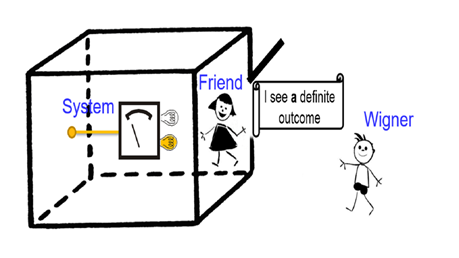 System
Friend
I see a definite
outcome
Wigner